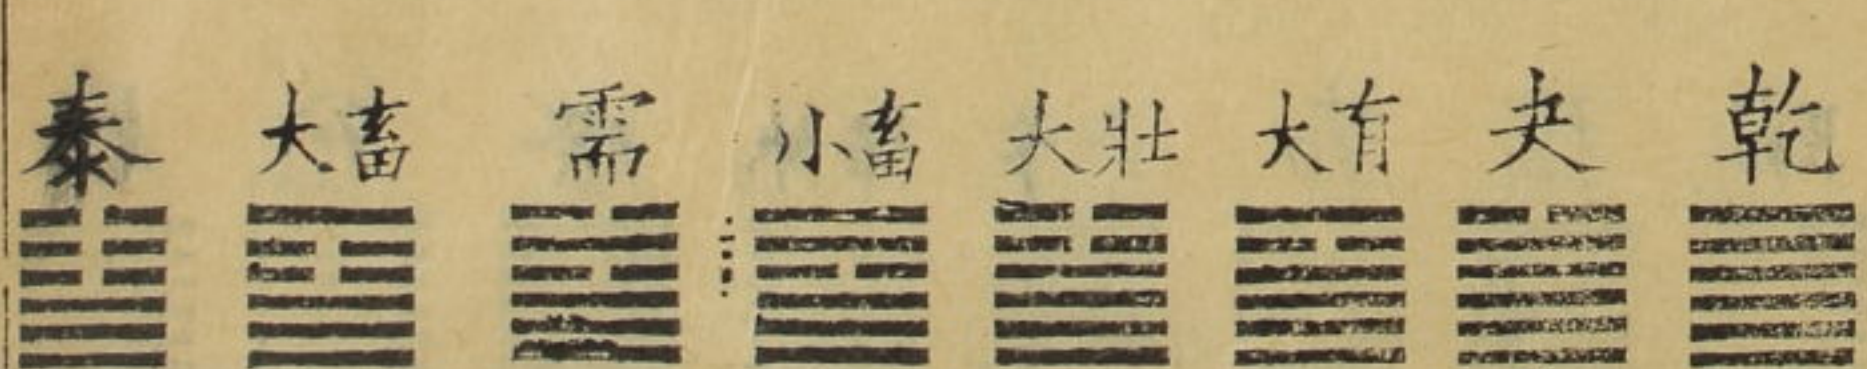 乾 夬 大有 大壯 小畜 需 大畜 泰